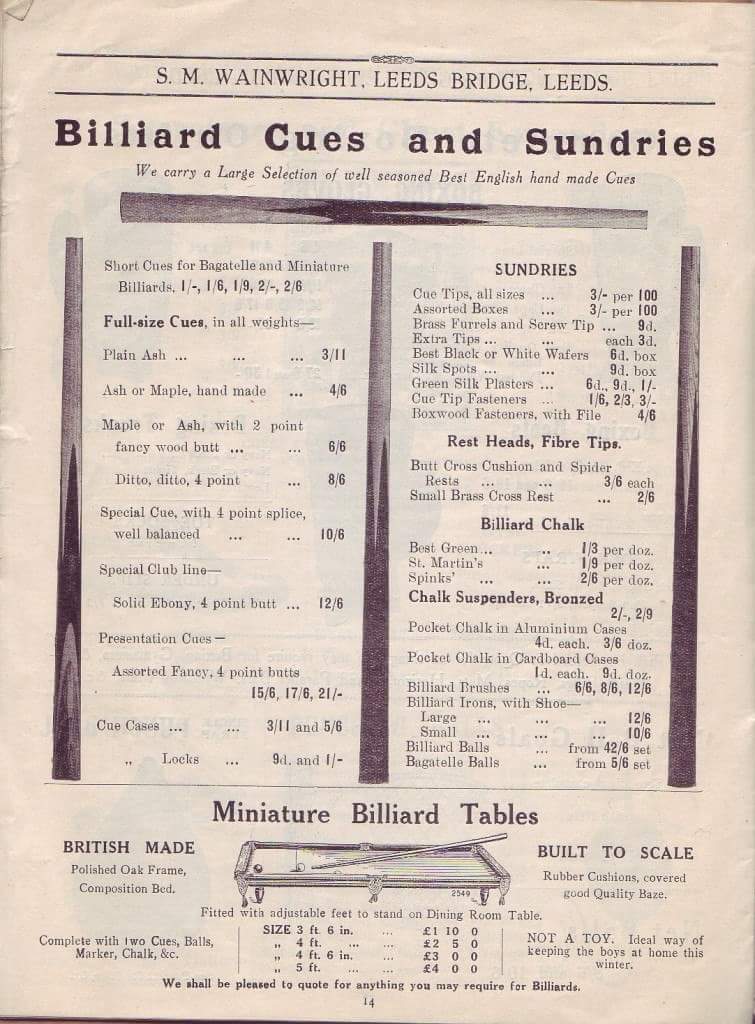 S. M. WAINWRIGHT, LEEDS BRIDGE, LEEDS.
Billiard Cues and Sundries
We carry a Large Selection of well seasoned Best English hand made Cues
Short Cues for Bagatelle and Miniature
Billiards, 1/-, 1/6, 1/9, 2/-, 2/6
Full-size Cues, in all weights—
Plain Ash ... ... ... 3/11
Ash or Maple, hand made ... 4/6
Maple or Ash, with 2 point
fancy wood butt ... ... 6/6
Ditto, ditto, 4 point ... 8/6
Special Cue, with 4 point splice,
well balanced ... ... 10/6
Special Club line—
Solid Ebony, 4 point butt ... 12/6
Presentation Cues—
Assorted Fancy, 4 point butts
15/6, 17/6, 21/-
Cue Cases ... ... 3/11 and 5/6
„ Locks ... 9d. and 1/-
SUNDRIES
Cue Tips, all sizes ... 3/- per 100
Assorted Boxes ... 3/- per 100
Brass Furrels and Screw Tip ... 9d.
Extra Tips ... ... each 3d.
Best Black or White Wafers 6d. box
Silk Spots ... ... 9d. box
Green Silk Plasters ... 6d., 9d., 1/-
Cue Tip Fasteners ... 1/6, 2/3, 3/-
Boxwood Fasteners, with File 4/6
Rest Heads, Fibre Tips.
Butt Cross Cushion and Spider
Rests ... ... 3/6 each
Small Brass Cross Rest ... 2/6
Billiard Chalk
Best Green ... .. 1/3 per doz.
St. Martin's ... 1/9 per doz.
Spinks' ... ... 2/6 per doz.
Chalk Suspenders, Bronzed
2/-, 2/9
Pocket Chalk in Aluminium Cases
4d. each. 3/6 doz.
Pocket Chalk in Cardboard Cases
1d. each. 9d. doz.
Billiard Brushes ... 6/6, 8/6, 12/6
Billiard Irons, with Shoe—
Large ... ... ... 12/6
Small ... ... ... 10/6
Billiard Balls ... from 42/6 set
Bagatelle Balls ... from 5/6 set
Miniature Billiard Tables
BRITISH MADE
Polished Oak Frame,
Composition Bed.
2549
BUILT TO SCALE
Rubber Cushions, covered
good Quality Baze.
Fitted with adjustable feet to stand on Dining Room Table.
Complete with two Cues, Balls,
Marker, Chalk, &c.
SIZE 3 ft. 6 in. ... £1 10 0
„ 4 ft. ... ... £2 5 0
„ 4 ft. 6 in. ... £3 0 0
„ 5 ft. ... ... £4 0 0
NOT A TOY. Ideal way of
keeping the boys at home this
winter.
We shall be pleased to quote for anything you may require for Billiards.
14